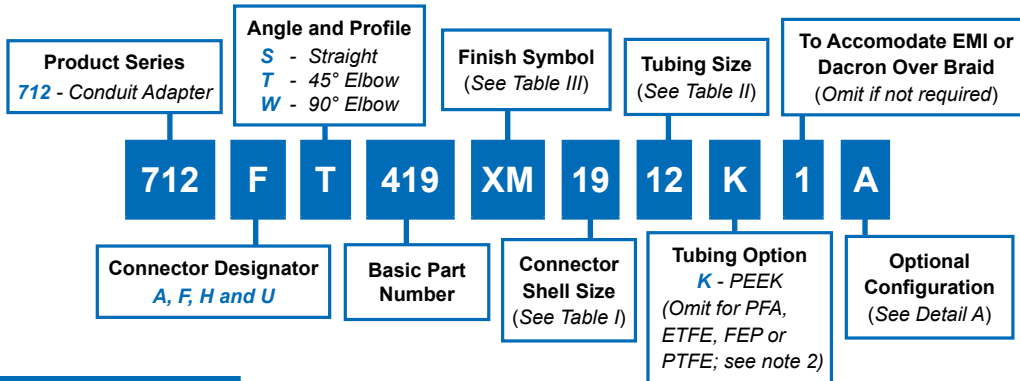 Product Series
712 - Conduit Adapter
Angle and Profile
S - Straight
T - 45° Elbow
W - 90° Elbow
Finish Symbol
(See Table III)
Tubing Size
(See Table II)
To Accomodate EMI or
Dacron Over Braid
(Omit if not required)
712 F T 419 XM 19 12 K 1 A
Connector Designator
A, F, H and U
Basic Part
Number
Connector
Shell Size
(See Table I)
Tubing Option
K - PEEK
(Omit for PFA,
ETFE, FEP or
PTFE; see note 2)
Optional
Configuration
(See Detail A)